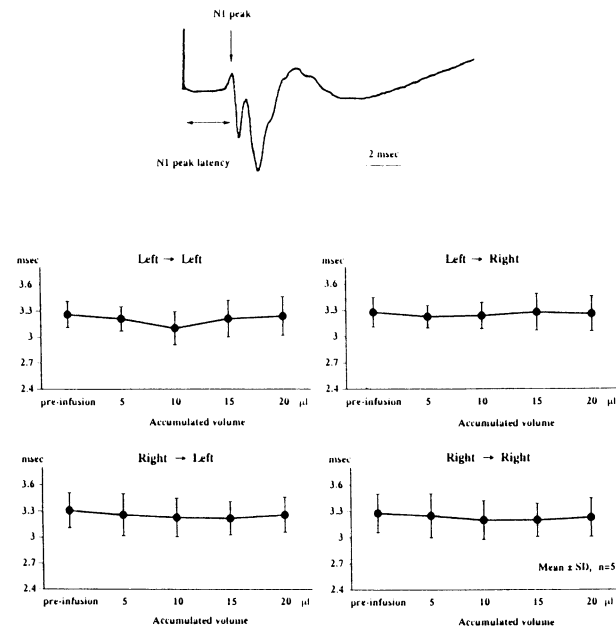 N1 peak
N1 peak latency
2 msec
msec
Left → Left
3.6
3.3
3
2.7
2.4
pre-infusion 5 10 15 20 µl
Accumulated volume
msec
Left → Right
3.6
3.3
3
2.7
2.4
pre-infusion 5 10 15 20 µl
Accumulated volume
msec
Right → Left
3.6
3.3
3
2.7
2.4
pre-infusion 5 10 15 20 µl
Accumulated volume
msec
Right → Right
3.6
3.3
3
2.7
2.4
Mean ± SD, n=5
pre-infusion 5 10 15 20 µl
Accumulated volume